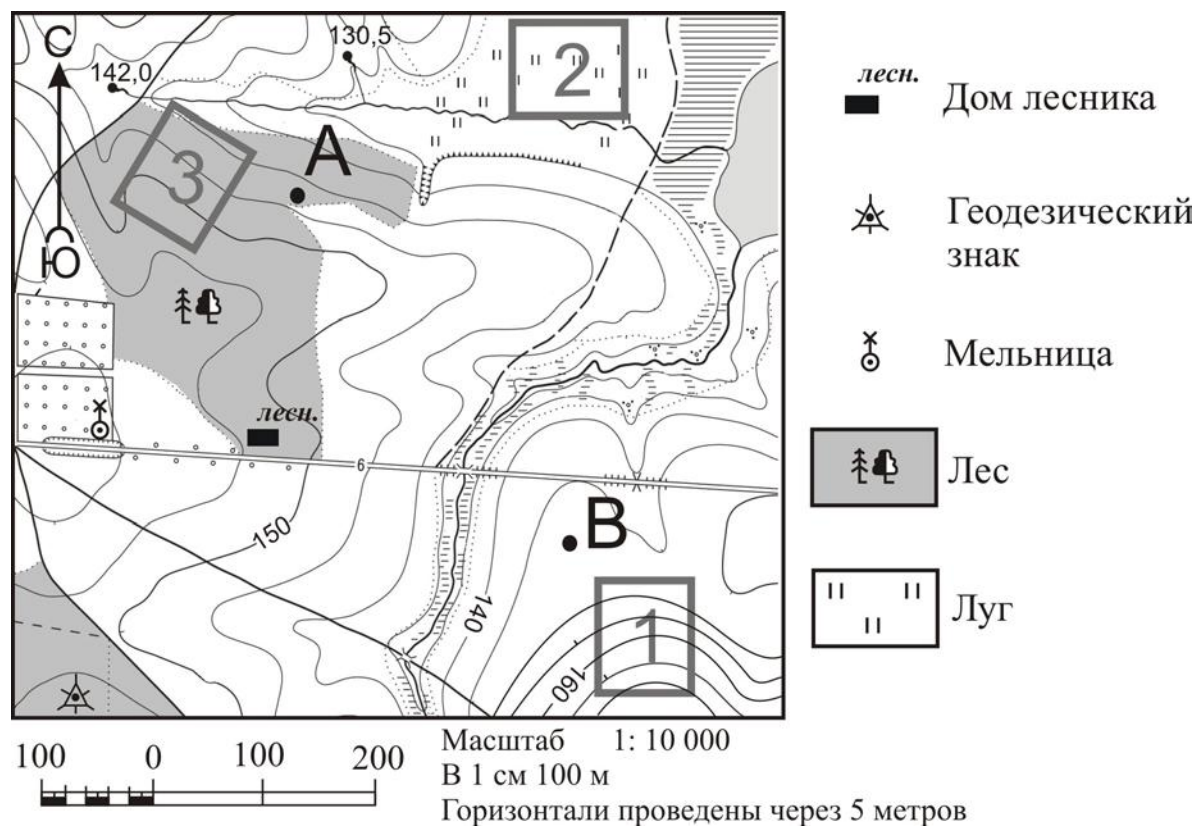 С
142,0
130,5
2
3
А
Ю
лесн.
6
150
В
140
1
160
лесн.
Дом лесника
Геодезический
знак
Мельница
Лес
Луг
100 0 100 200
Масштаб 1: 10 000
В 1 см 100 м
Горизонтали проведены через 5 метров